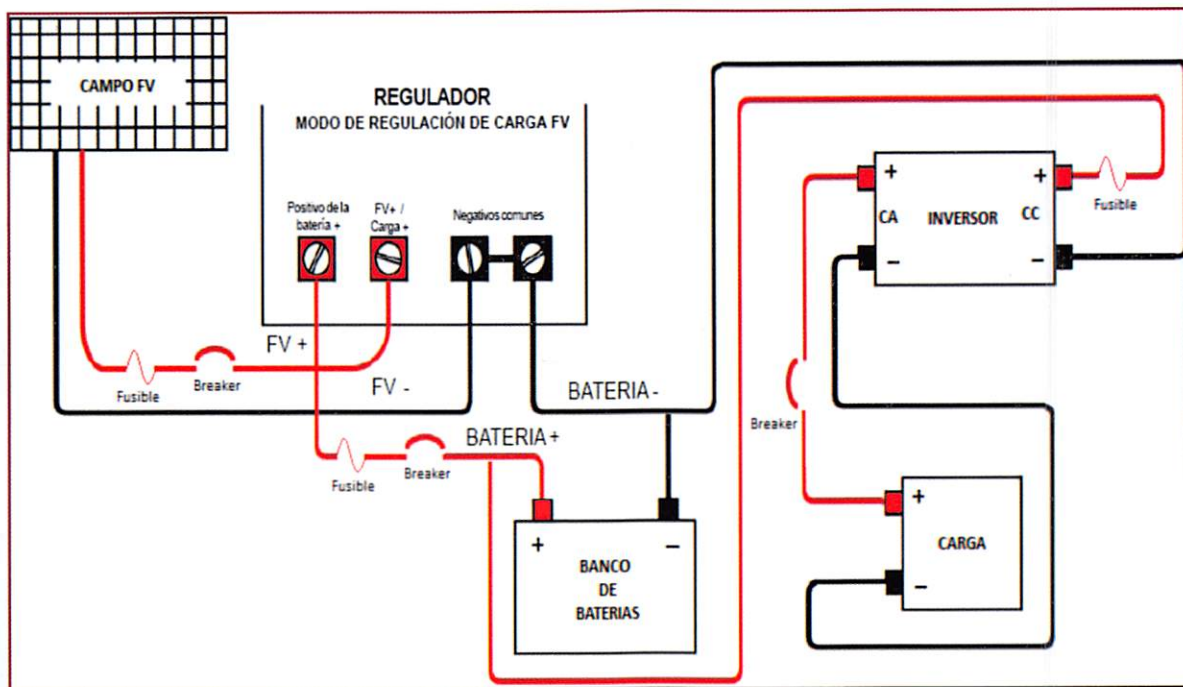 CAMPO FV
REGULADOR
MODO DE REGULACIÓN DE CARGA FV
Positivo de la
batería +
FV+ /
Carga +
Negativos comunes
FV +
Fusible
Breaker
FV -
BATERIA -
BATERIA +
Fusible
Breaker
+
–
BANCO
DE
BATERIAS
+
+
CA
INVERSOR
CC
–
–
Fusible
Breaker
+
CARGA
–